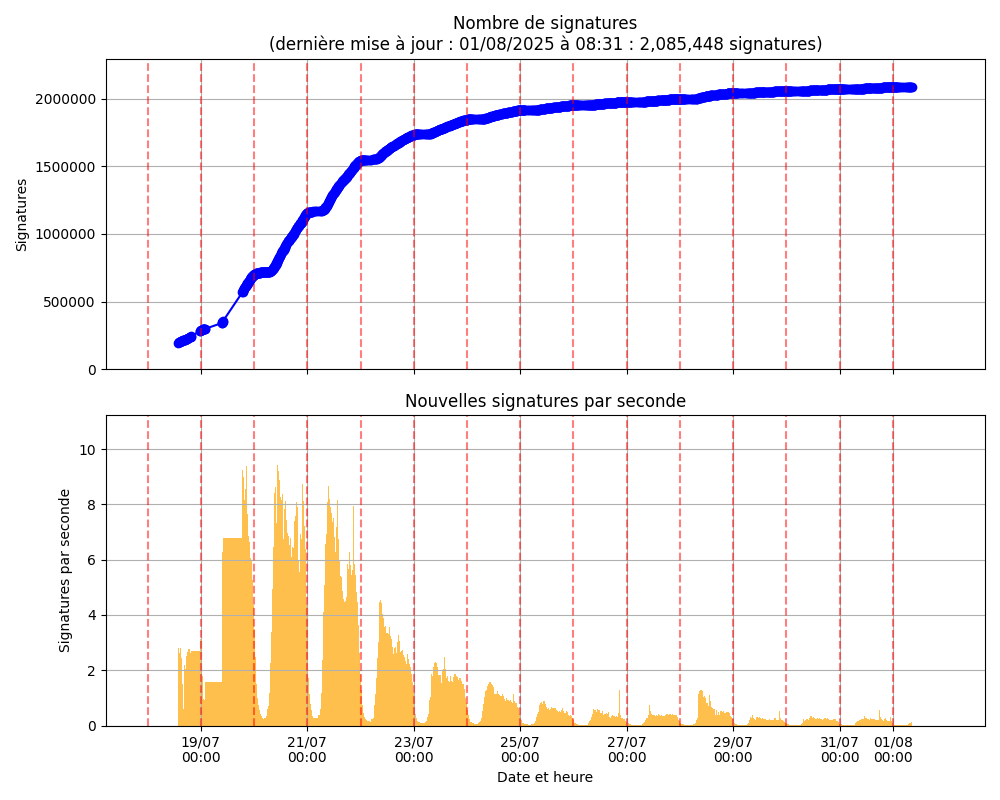 Nombre de signatures
(dernière mise à jour : 01/08/2025 à 08:31 : 2,085,448 signatures)
2000000
1500000
1000000
500000
0
Signatures
Nouvelles signatures par seconde
10
8
6
4
2
0
Signatures par seconde
19/07 21/07 23/07 25/07 27/07 29/07 31/07 01/08
00:00 00:00 00:00 00:00 00:00 00:00 00:00 00:00
Date et heure